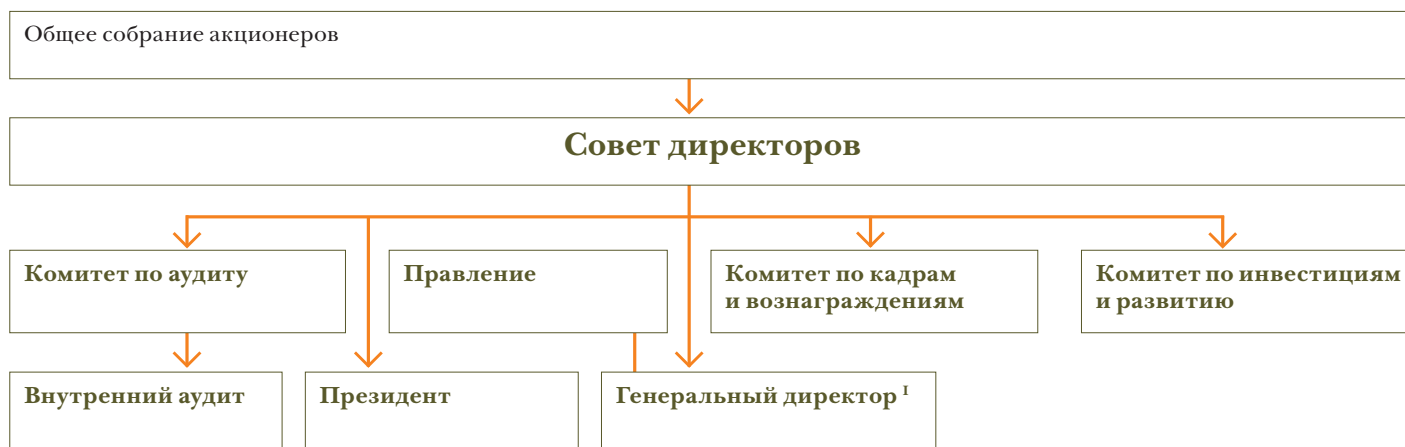 Общее собрание акционеров
Совет директоров
Комитет по аудиту
Правление
Комитет по кадрам
и вознаграждениям
Комитет по инвестициям
и развитию
Внутренний аудит
Президент
Генеральный директор I